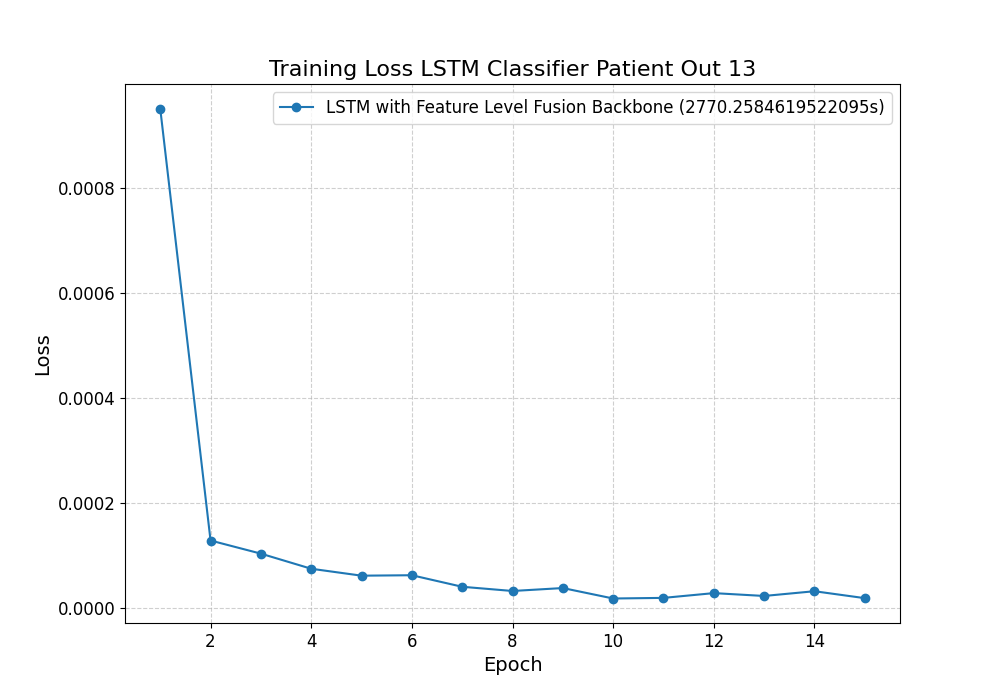 Training Loss LSTM Classifier Patient Out 13
LSTM with Feature Level Fusion Backbone (2770.2584619522095s)
0.0008
0.0006
0.0004
0.0002
0.0000
Loss
2 4 6 8 10 12 14
Epoch